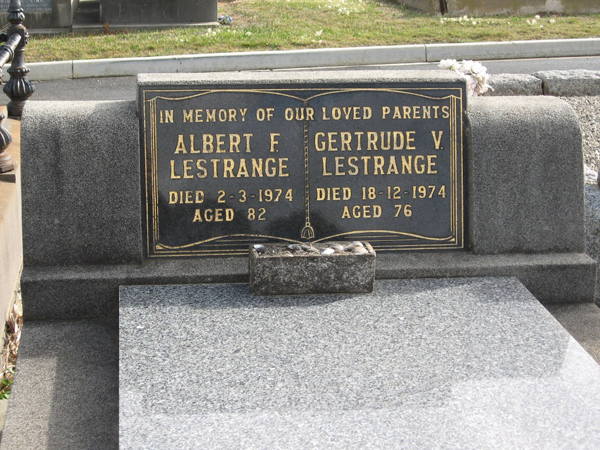 IN MEMORY OF OUR LOVED PARENTS
ALBERT F.
LESTRANGE
DIED 2-3-1974
AGED 82
GERTRUDE V.
LESTRANGE
DIED 18-12-1974
AGED 76